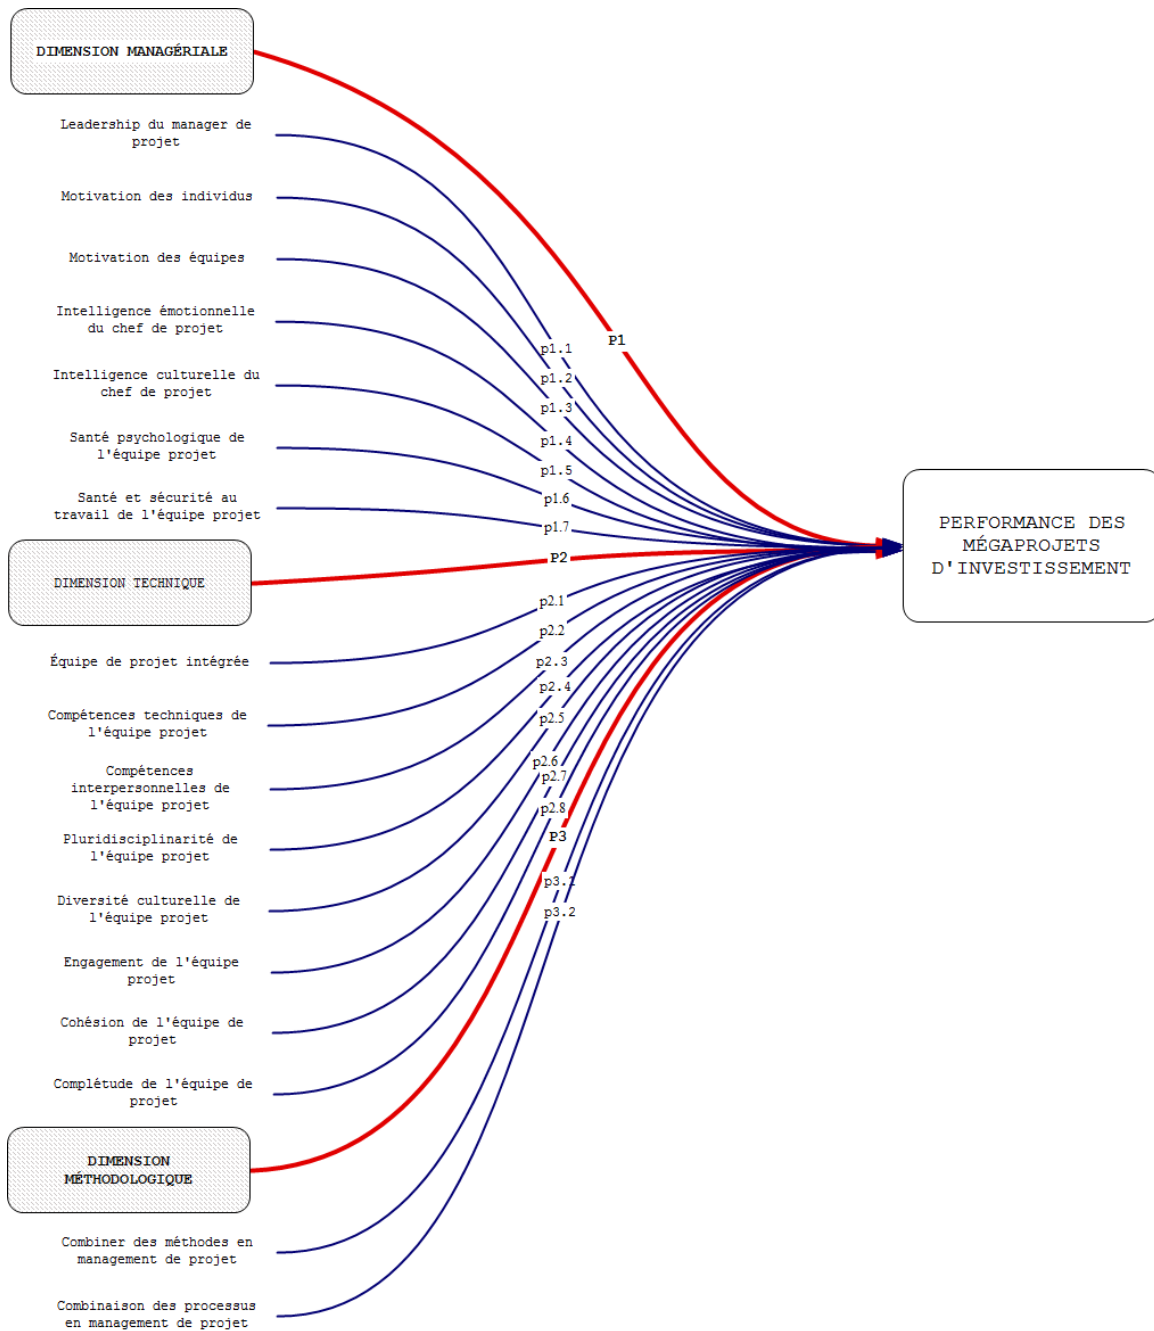 DIMENSION MANAGÉRIALE
Leadership du manager de
projet
Motivation des individus
Motivation des équipes
Intelligence émotionnelle
du chef de projet
Intelligence culturelle du
chef de projet
Santé psychologique de
l'équipe projet
Santé et sécurité au
travail de l'équipe projet
DIMENSION TECHNIQUE
Équipe de projet intégrée
Compétences techniques de
l'équipe projet
Compétences
interpersonnelles de
l'équipe projet
Pluridisciplinarité de
l'équipe projet
Diversité culturelle de
l'équipe projet
Engagement de l'équipe
projet
Cohésion de l'équipe de
projet
Complétude de l'équipe de
projet
DIMENSION
MÉTHODOLOGIQUE
Combiner des méthodes en
management de projet
Combinaison des processus
en management de projet
P1
p1.1
p1.2
p1.3
p1.4
p1.5
p1.6
p1.7
P2
p2.1
p2.2
p2.3
p2.4
p2.5
p2.6
p2.7
p2.8
P3
p3.1
p3.2
PERFORMANCE DES
MÉGAPROJETS
D'INVESTISSEMENT